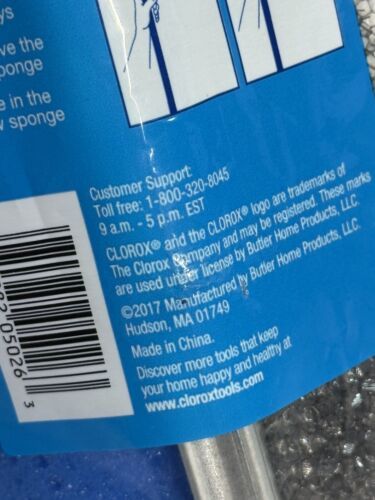 ys
ve the
sponge
e in the
w sponge
Customer Support:
Toll free: 1-800-320-8045
9 a.m. - 5 p.m. EST
CLOROX® and the CLOROX® logo are trademarks of
The Clorox Company and may be registered. These marks
are used under license by Butler Home Products, LLC.
©2017 Manufactured by Butler Home Products, LLC.
Hudson, MA 01749
Made in China.
Discover more tools that keep
your home happy and healthy at
www.cloroxtools.com
05026
3